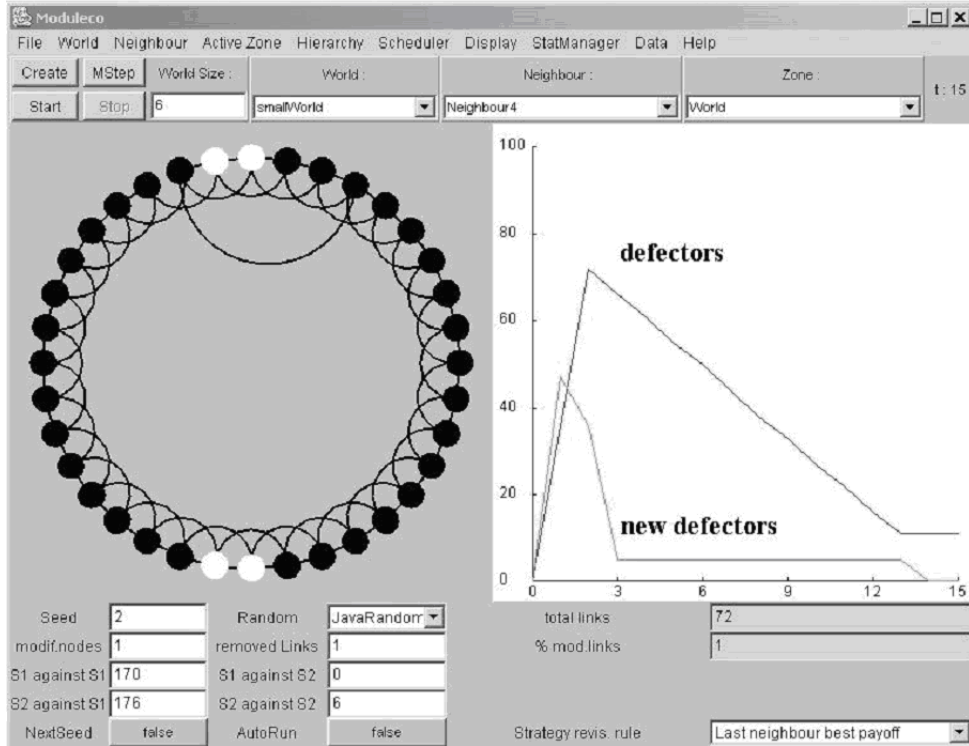 Moduleco
File World Neighbour Active Zone Hierarchy Scheduler Display StatManager Data Help
Create MStep World Size : World : Neighbour : Zone :
t : 15
Start Stop 6 smallWorld Neighbour4 World
100
80
defectors
60
40
20
new defectors
0
0 3 6 9 12 15
Seed 2 Random JavaRandom total links 72
modif.nodes 1 removed Links 1 % mod.links 1
S1 against S1 170 S1 against S2 0
S2 against S1 176 S2 against S2 6
NextSeed false AutoRun false Strategy revis. rule Last neighbour best payoff